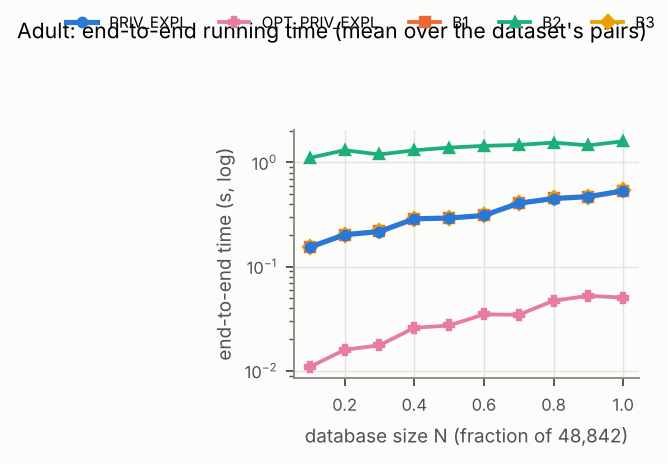 PRIV_EXPL OPT_PRIV_EXPL B1 B2 B3
Adult: end-to-end running time (mean over the dataset's pairs)
end-to-end time (s, log)
10⁰
10⁻¹
10⁻²
0.2 0.4 0.6 0.8 1.0
database size N (fraction of 48,842)